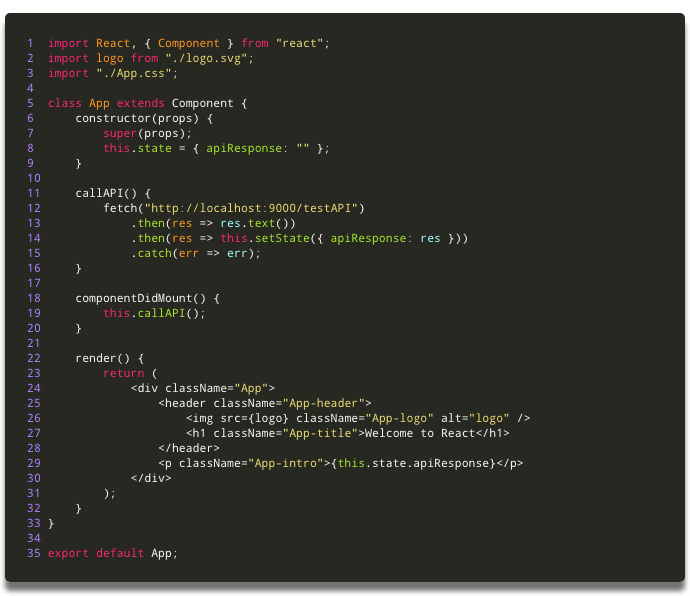 1 import React, { Component } from "react";
2 import logo from "./logo.svg";
3 import "./App.css";
4
5 class App extends Component {
6     constructor(props) {
7         super(props);
8         this.state = { apiResponse: "" };
9     }
10
11     callAPI() {
12         fetch("http://localhost:9000/testAPI")
13             .then(res => res.text())
14             .then(res => this.setState({ apiResponse: res }))
15             .catch(err => err);
16     }
17
18     componentDidMount() {
19         this.callAPI();
20     }
21
22     render() {
23         return (
24             <div className="App">
25                 <header className="App-header">
26                     <img src={logo} className="App-logo" alt="logo" />
27                     <h1 className="App-title">Welcome to React</h1>
28                 </header>
29                 <p className="App-intro">{this.state.apiResponse}</p>
30             </div>
31         );
32     }
33 }
34
35 export default App;